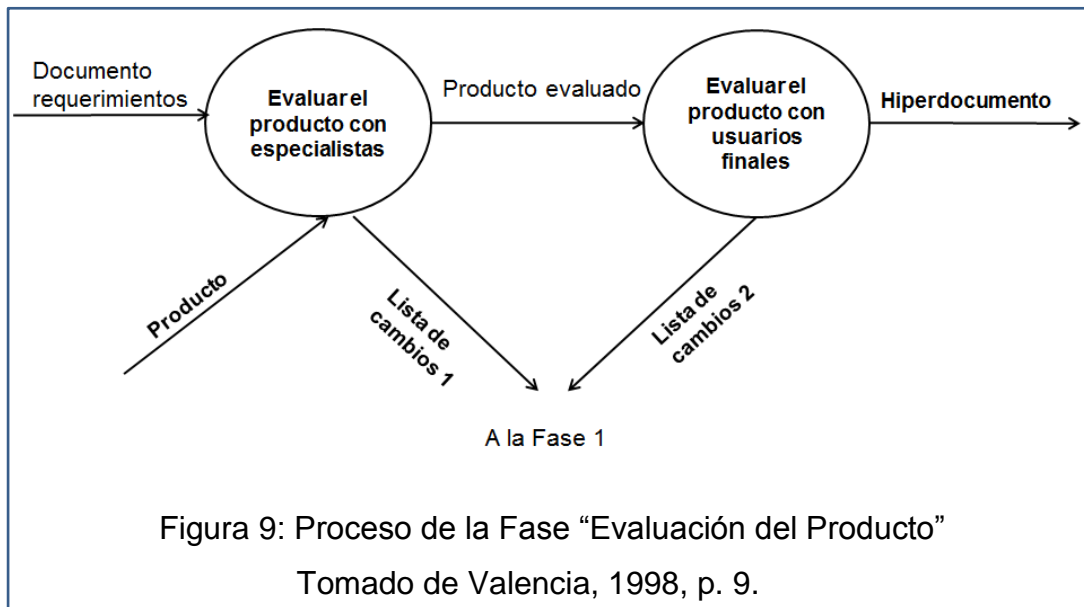 Documento
requerimientos
Evaluar el
producto con
especialistas
Producto evaluado
Evaluar el
producto con
usuarios
finales
Hiperdocumento
Producto
Lista de
cambios 1
Lista de
cambios 2
A la Fase 1
Figura 9: Proceso de la Fase “Evaluación del Producto”
Tomado de Valencia, 1998, p. 9.